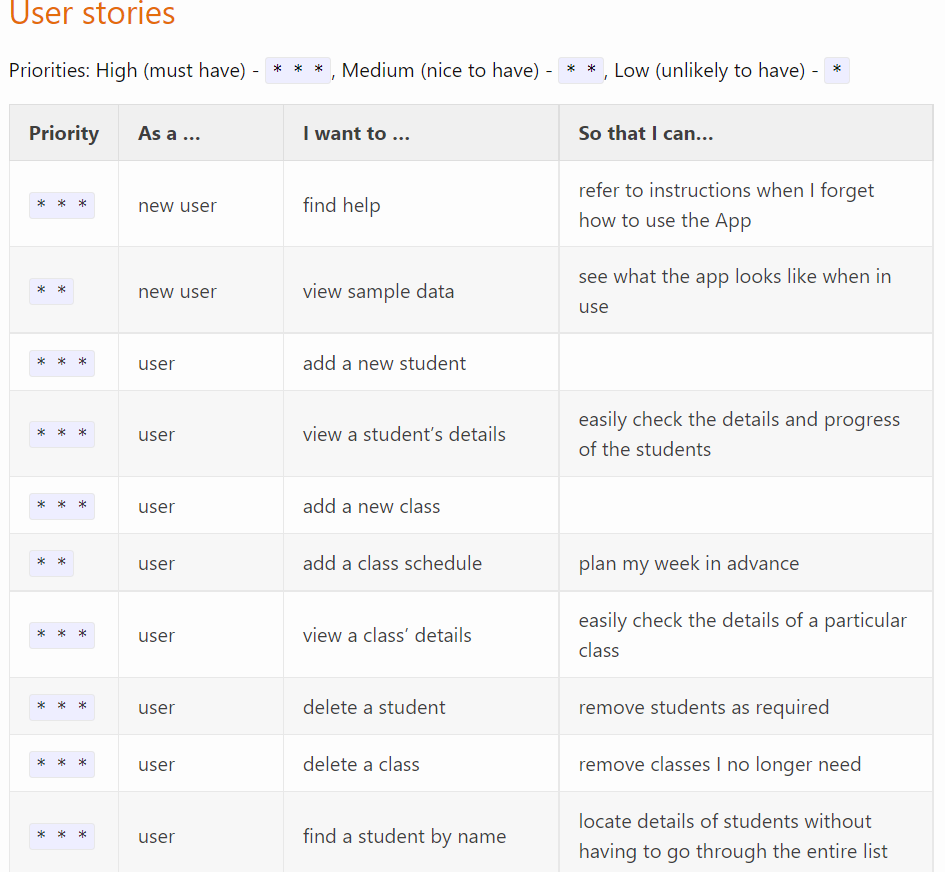 User stories
Priorities: High (must have) - * * *, Medium (nice to have) - * *, Low (unlikely to have) - *
Priority As a … I want to … So that I can…
* * * new user find help refer to instructions when I forget
how to use the App
* * new user view sample data see what the app looks like when in
use
* * * user add a new student
* * * user view a student’s details easily check the details and progress
of the students
* * * user add a new class
* * user add a class schedule plan my week in advance
* * * user view a class’ details easily check the details of a particular
class
* * * user delete a student remove students as required
* * * user delete a class remove classes I no longer need
* * * user find a student by name locate details of students without
having to go through the entire list